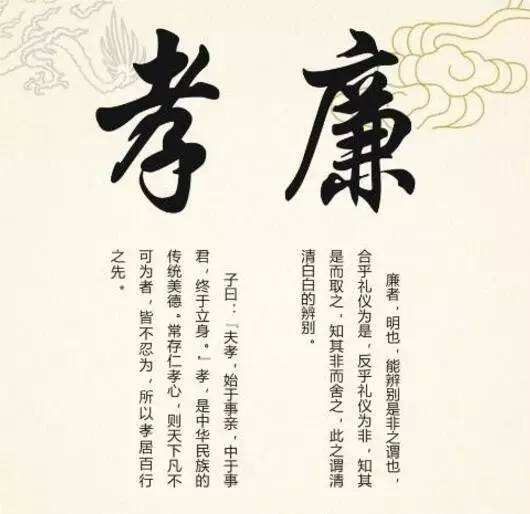 孝
子曰：「夫孝，始于事亲，中于事
君，终于立身。」孝，是中华民族的
传统美德。常存仁孝心，则天下凡不
可为者，皆不忍为，所以孝居百行
之先。
廉
廉者，明也，能辨别是非之谓也，
合乎礼仪为是，反乎礼仪为非，知其
是而取之，知其非而舍之，此之谓清
清白白的辨别。